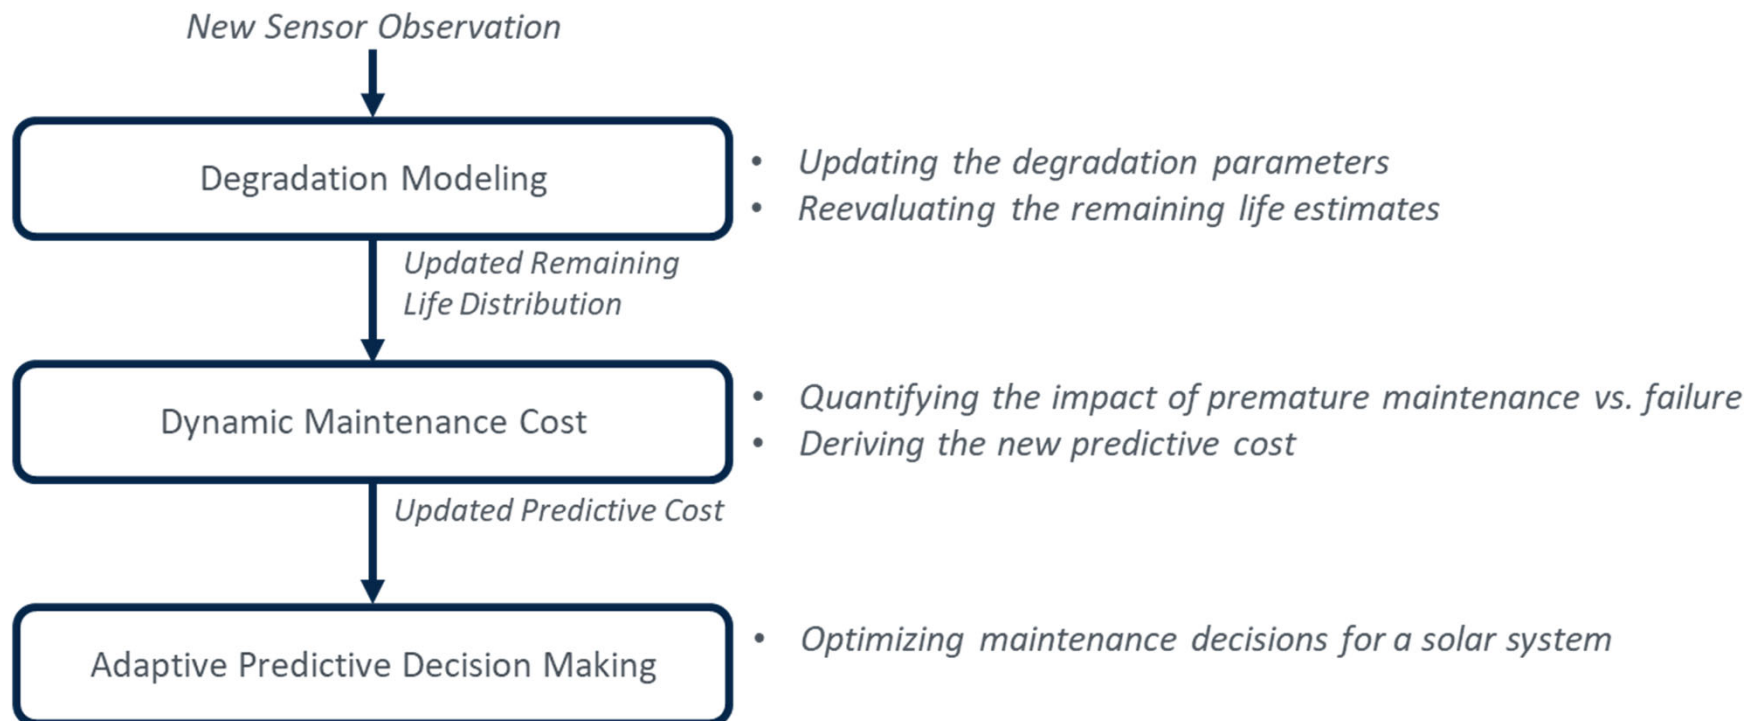 New Sensor Observation
Degradation Modeling
• Updating the degradation parameters
• Reevaluating the remaining life estimates
Updated Remaining
Life Distribution
Dynamic Maintenance Cost
• Quantifying the impact of premature maintenance vs. failure
• Deriving the new predictive cost
Updated Predictive Cost
Adaptive Predictive Decision Making
• Optimizing maintenance decisions for a solar system